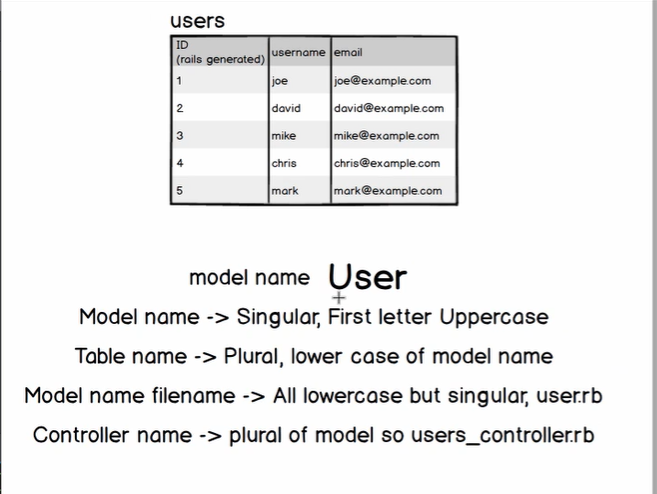 users
ID
(rails generated) username email
1 joe joe@example.com
2 david david@example.com
3 mike mike@example.com
4 chris chris@example.com
5 mark mark@example.com
model name User
Model name -> Singular, First letter Uppercase
Table name -> Plural, lower case of model name
Model name filename -> All lowercase but singular, user.rb
Controller name -> plural of model so users_controller.rb